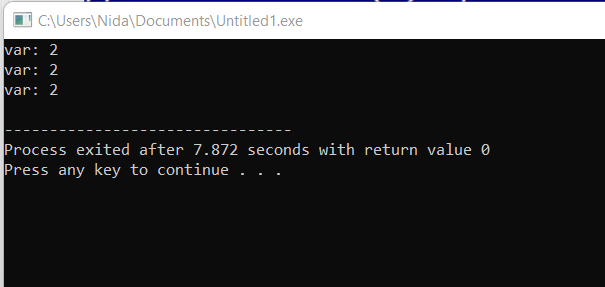 C:\Users\Nida\Documents\Untitled1.exe
var: 2
var: 2
var: 2
--------------------------------
Process exited after 7.872 seconds with return value 0
Press any key to continue . . .